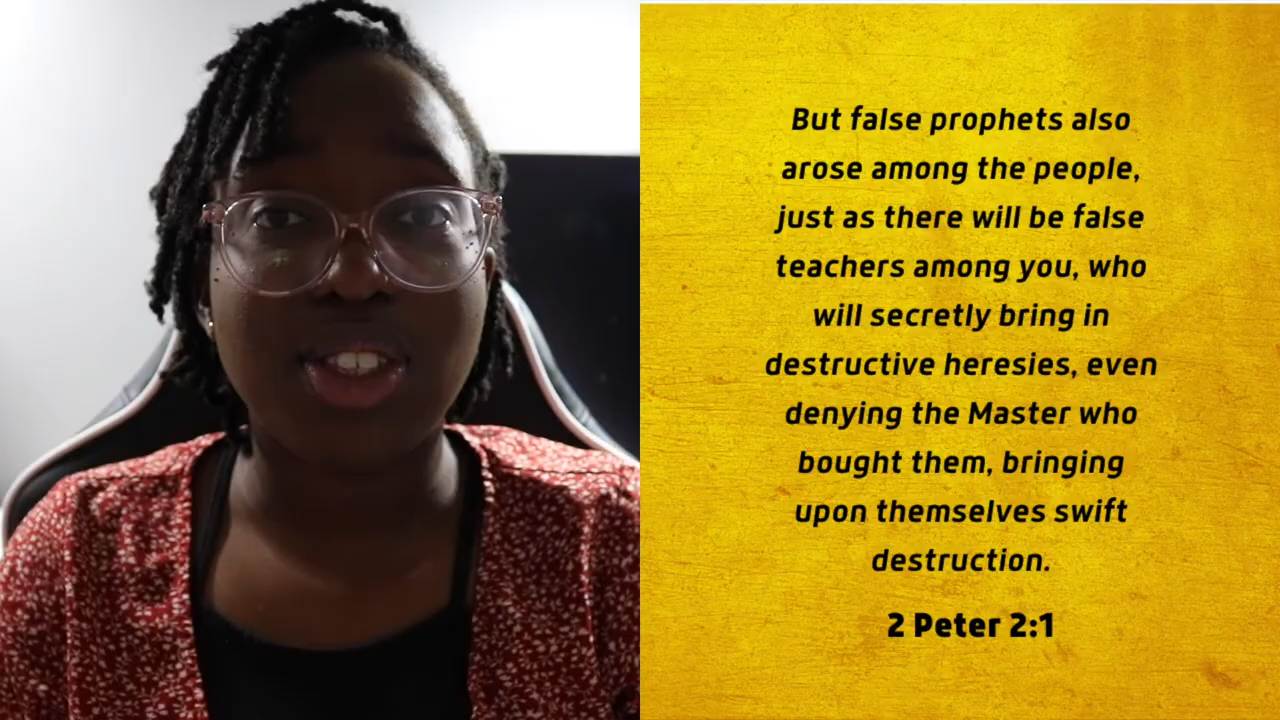 But false prophets also
arose among the people,
just as there will be false
teachers among you, who
will secretly bring in
destructive heresies, even
denying the Master who
bought them, bringing
upon themselves swift
destruction.
2 Peter 2:1